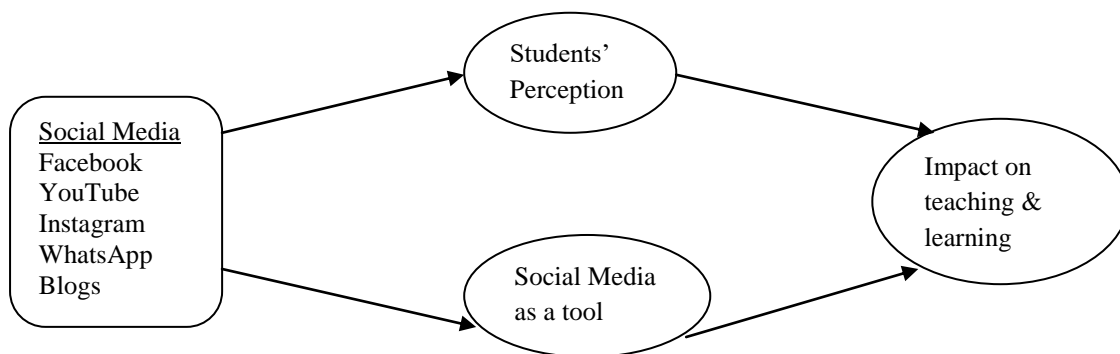 Social Media
Facebook
YouTube
Instagram
WhatsApp
Blogs
Students’
Perception
Social Media
as a tool
Impact on
teaching &
learning